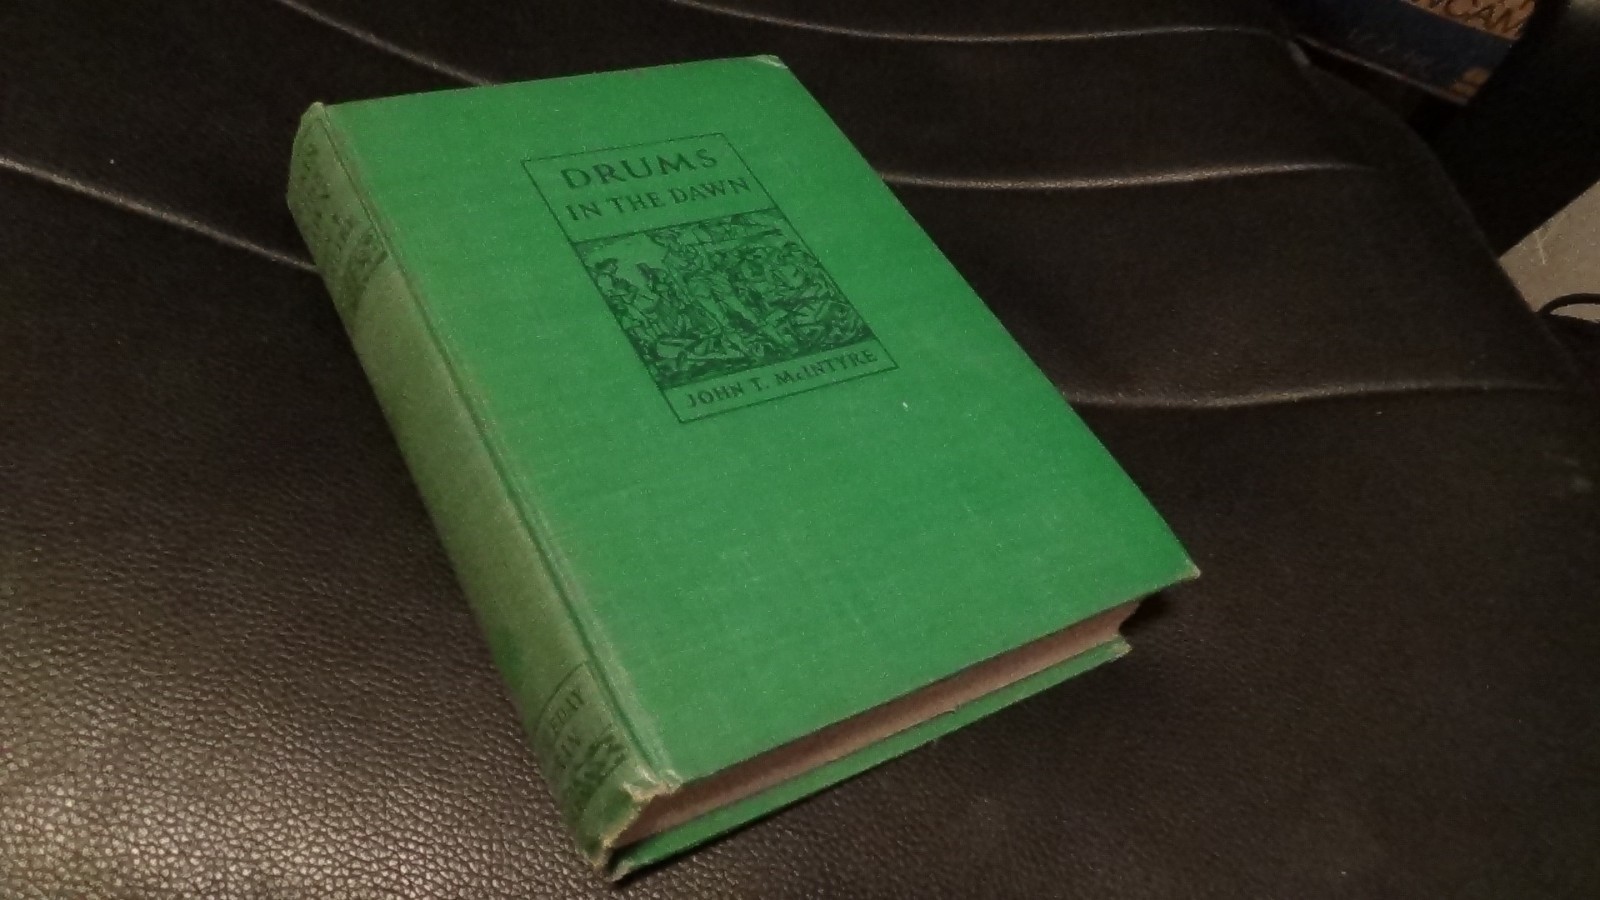 DRUMS
IN THE DAWN
JOHN T. McINTYRE